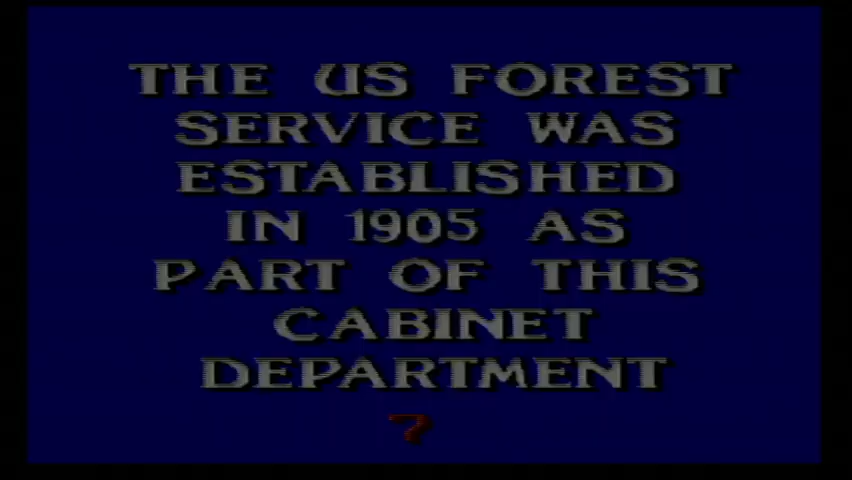 THE US FOREST
SERVICE WAS
ESTABLISHED
IN 1905 AS
PART OF THIS
CABINET
DEPARTMENT
?